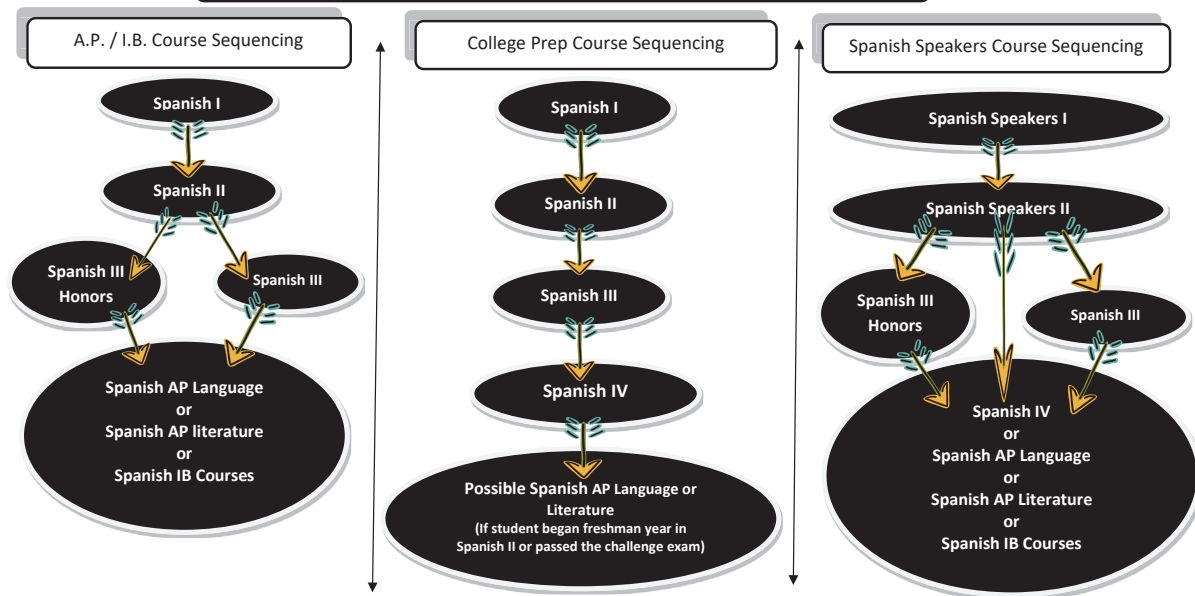 A.P. / I.B. Course Sequencing
Spanish I
Spanish II
Spanish III
Honors
Spanish III
Spanish AP Language
or
Spanish AP literature
or
Spanish IB Courses
College Prep Course Sequencing
Spanish I
Spanish II
Spanish III
Spanish IV
Possible Spanish AP Language or
Literature
(If student began freshman year in
Spanish II or passed the challenge exam)
Spanish Speakers Course Sequencing
Spanish Speakers I
Spanish Speakers II
Spanish III
Honors
Spanish III
Spanish IV
or
Spanish AP Language
or
Spanish AP Literature
or
Spanish IB Courses